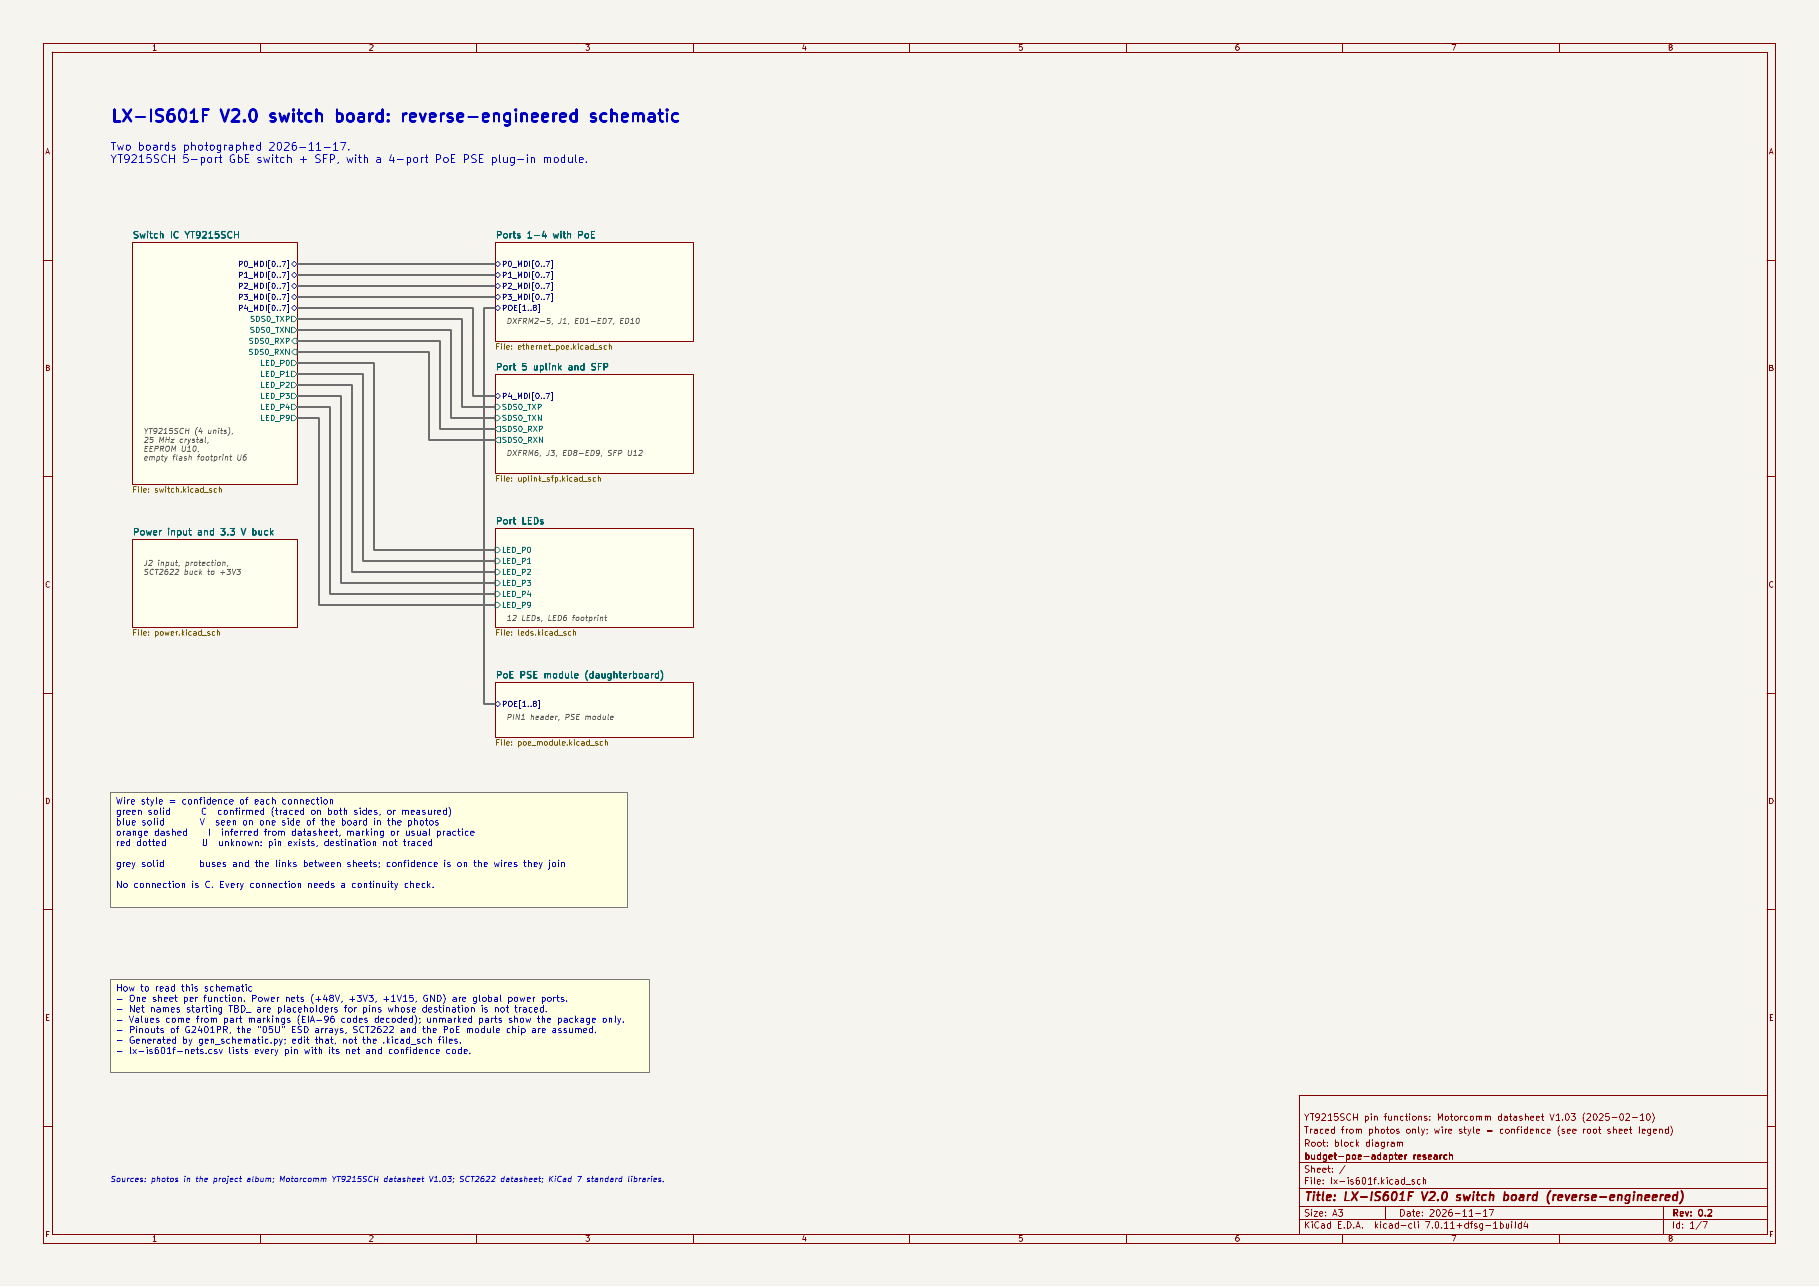 LX-IS601F V2.0 switch board: reverse-engineered schematic
Two boards photographed 2026-11-17.
YT9215SCH 5-port GbE switch + SFP, with a 4-port PoE PSE plug-in module.
Switch IC YT9215SCH
P0_MDI[0..7]
P1_MDI[0..7]
P2_MDI[0..7]
P3_MDI[0..7]
P4_MDI[0..7]
SDS0_TXP
SDS0_TXN
SDS0_RXP
SDS0_RXN
LED_P0
LED_P1
LED_P2
LED_P3
LED_P4
LED_P9
YT9215SCH (4 units),
25 MHz crystal,
EEPROM U10,
empty flash footprint U6
File: switch.kicad_sch
Ports 1-4 with PoE
P0_MDI[0..7]
P1_MDI[0..7]
P2_MDI[0..7]
P3_MDI[0..7]
POE[1..8]
DXFRM2-5, J1, ED1-ED7, ED10
File: ethernet_poe.kicad_sch
Port 5 uplink and SFP
P4_MDI[0..7]
SDS0_TXP
SDS0_TXN
SDS0_RXP
SDS0_RXN
DXFRM6, J3, ED8-ED9, SFP U12
File: uplink_sfp.kicad_sch
Power input and 3.3 V buck
J2 input, protection,
SCT2622 buck to +3V3
File: power.kicad_sch
Port LEDs
LED_P0
LED_P1
LED_P2
LED_P3
LED_P4
LED_P9
12 LEDs, LED6 footprint
File: leds.kicad_sch
PoE PSE module (daughterboard)
POE[1..8]
PIN1 header, PSE module
File: poe_module.kicad_sch
Wire style = confidence of each connection
green solid C confirmed (traced on both sides, or measured)
blue solid V seen on one side of the board in the photos
orange dashed I inferred from datasheet, marking or usual practice
red dotted U unknown: pin exists, destination not traced
grey solid buses and the links between sheets; confidence is on the wires they join
No connection is C. Every connection needs a continuity check.
How to read this schematic
- One sheet per function. Power nets (+48V, +3V3, +1V15, GND) are global power ports.
- Net names starting TBD_ are placeholders for pins whose destination is not traced.
- Values come from part markings (EIA-96 codes decoded); unmarked parts show the package only.
- Pinouts of G2401PR, the "05U" ESD arrays, SCT2622 and the PoE module chip are assumed.
- Generated by gen_schematic.py; edit that, not the .kicad_sch files.
- lx-is601f-nets.csv lists every pin with its net and confidence code.
Sources: photos in the project album; Motorcomm YT9215SCH datasheet V1.03; SCT2622 datasheet; KiCad 7 standard libraries.
YT9215SCH pin functions: Motorcomm datasheet V1.03 (2025-02-10)
Traced from photos only; wire style = confidence (see root sheet legend)
Root: block diagram
budget-poe-adapter research
Sheet: /
File: lx-is601f.kicad_sch
Title: LX-IS601F V2.0 switch board (reverse-engineered)
Size: A3 Date: 2026-11-17 Rev: 0.2
KiCad E.D.A. kicad-cli 7.0.11+dfsg-1build4 Id: 1/7
1 2 3 4 5 6 7 8
A B C D E F
A B C D E F
1 2 3 4 5 6 7 8